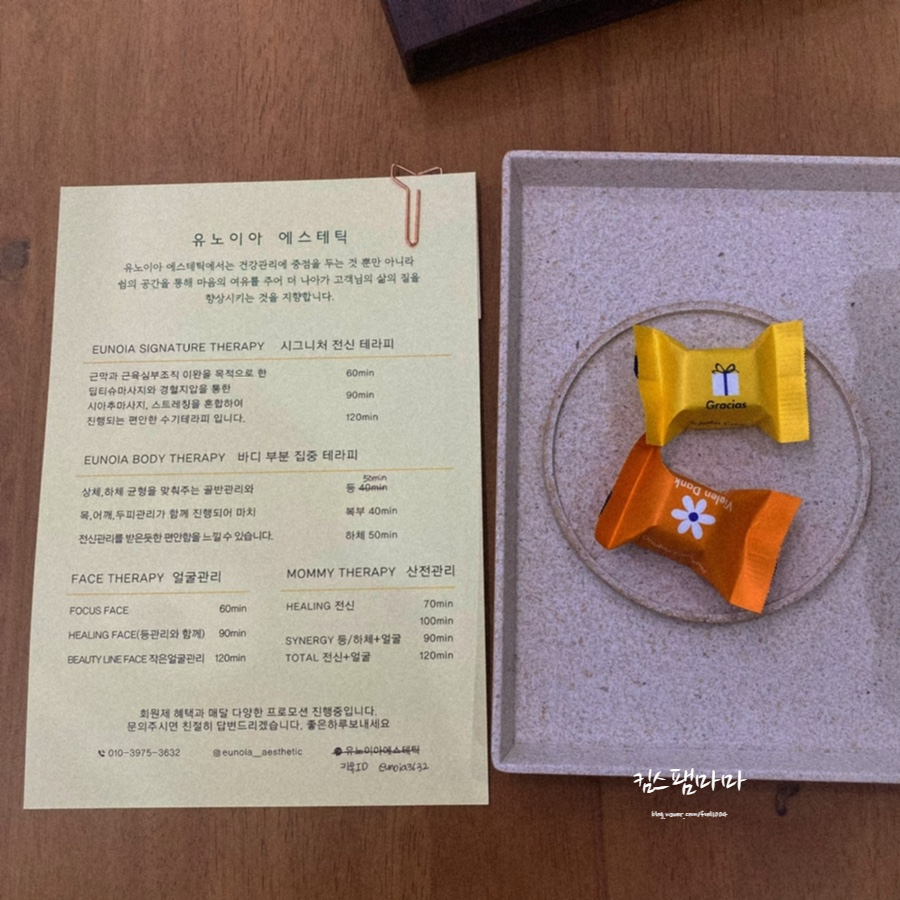 유노이아 에스테틱
유노이아 에스테틱에서는 건강관리에 중점을 두는 것 뿐만 아니라
쉼의 공간을 통해 마음의 여유를 주어 더 나아가 고객님의 삶의 질을
향상시키는 것을 지향합니다.
EUNOIA SIGNATURE THERAPY 시그니처 전신 테라피
근막과 근육심부조직 이완을 목적으로 한 60min
딥티슈마사지와 경혈지압을 통한 90min
시아추마사지, 스트레칭을 혼합하여
진행되는 편안한 수기테라피 입니다. 120min
EUNOIA BODY THERAPY 바디 부분 집중 테라피
50min
상체,하체 균형을 맞춰주는 골반관리와 등 40min
목,어깨,두피관리가 함께 진행되어 마치 복부 40min
전신관리를 받은듯한 편안함을 느낄 수 있습니다. 하체 50min
FACE THERAPY 얼굴관리
FOCUS FACE 60min
HEALING FACE(등관리와 함께) 90min
BEAUTY LINE FACE 작은얼굴관리 120min
MOMMY THERAPY 산전관리
HEALING 전신 70min
100min
SYNERGY 등/하체+얼굴 90min
TOTAL 전신+얼굴 120min
회원제 혜택과 매달 다양한 프로모션 진행중입니다.
문의주시면 친절히 답변드리겠습니다, 좋은하루보내세요
010-3975-3632 @eunoia__aesthetic 유노이아에스테틱
카톡ID eunoia3632
Gracias
Vielen Dank
킴스팸마마